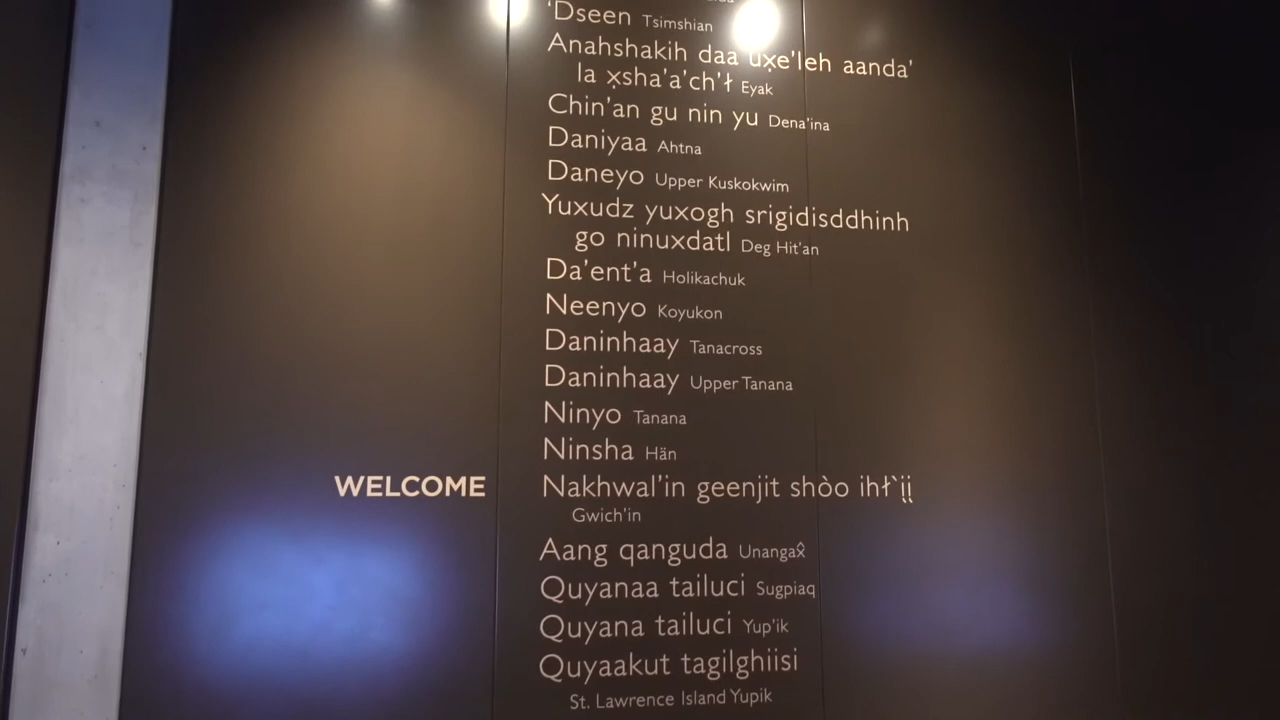 'Dseen Tsimshian
Anahshakih daa ux̣e'leh aanda'
la x̣sha'a'ch'ł Eyak
Chin'an gu nin yu Dena'ina
Daniyaa Ahtna
Daneyo Upper Kuskokwim
Yuxudz yuxogh srigidisddhinh
go ninuxdatl Deg Hit'an
Da'ent'a Holikachuk
Neenyo Koyukon
Daninhaay Tanacross
Daninhaay Upper Tanana
Ninyo Tanana
Ninsha Hän
WELCOME Nakhwal'in geenjit shòo ihł`įį
Gwich'in
Aang qanguda Unangax̂
Quyanaa tailuci Sugpiaq
Quyana tailuci Yup'ik
Quyaakut tagilghiisi
St. Lawrence Island Yupik